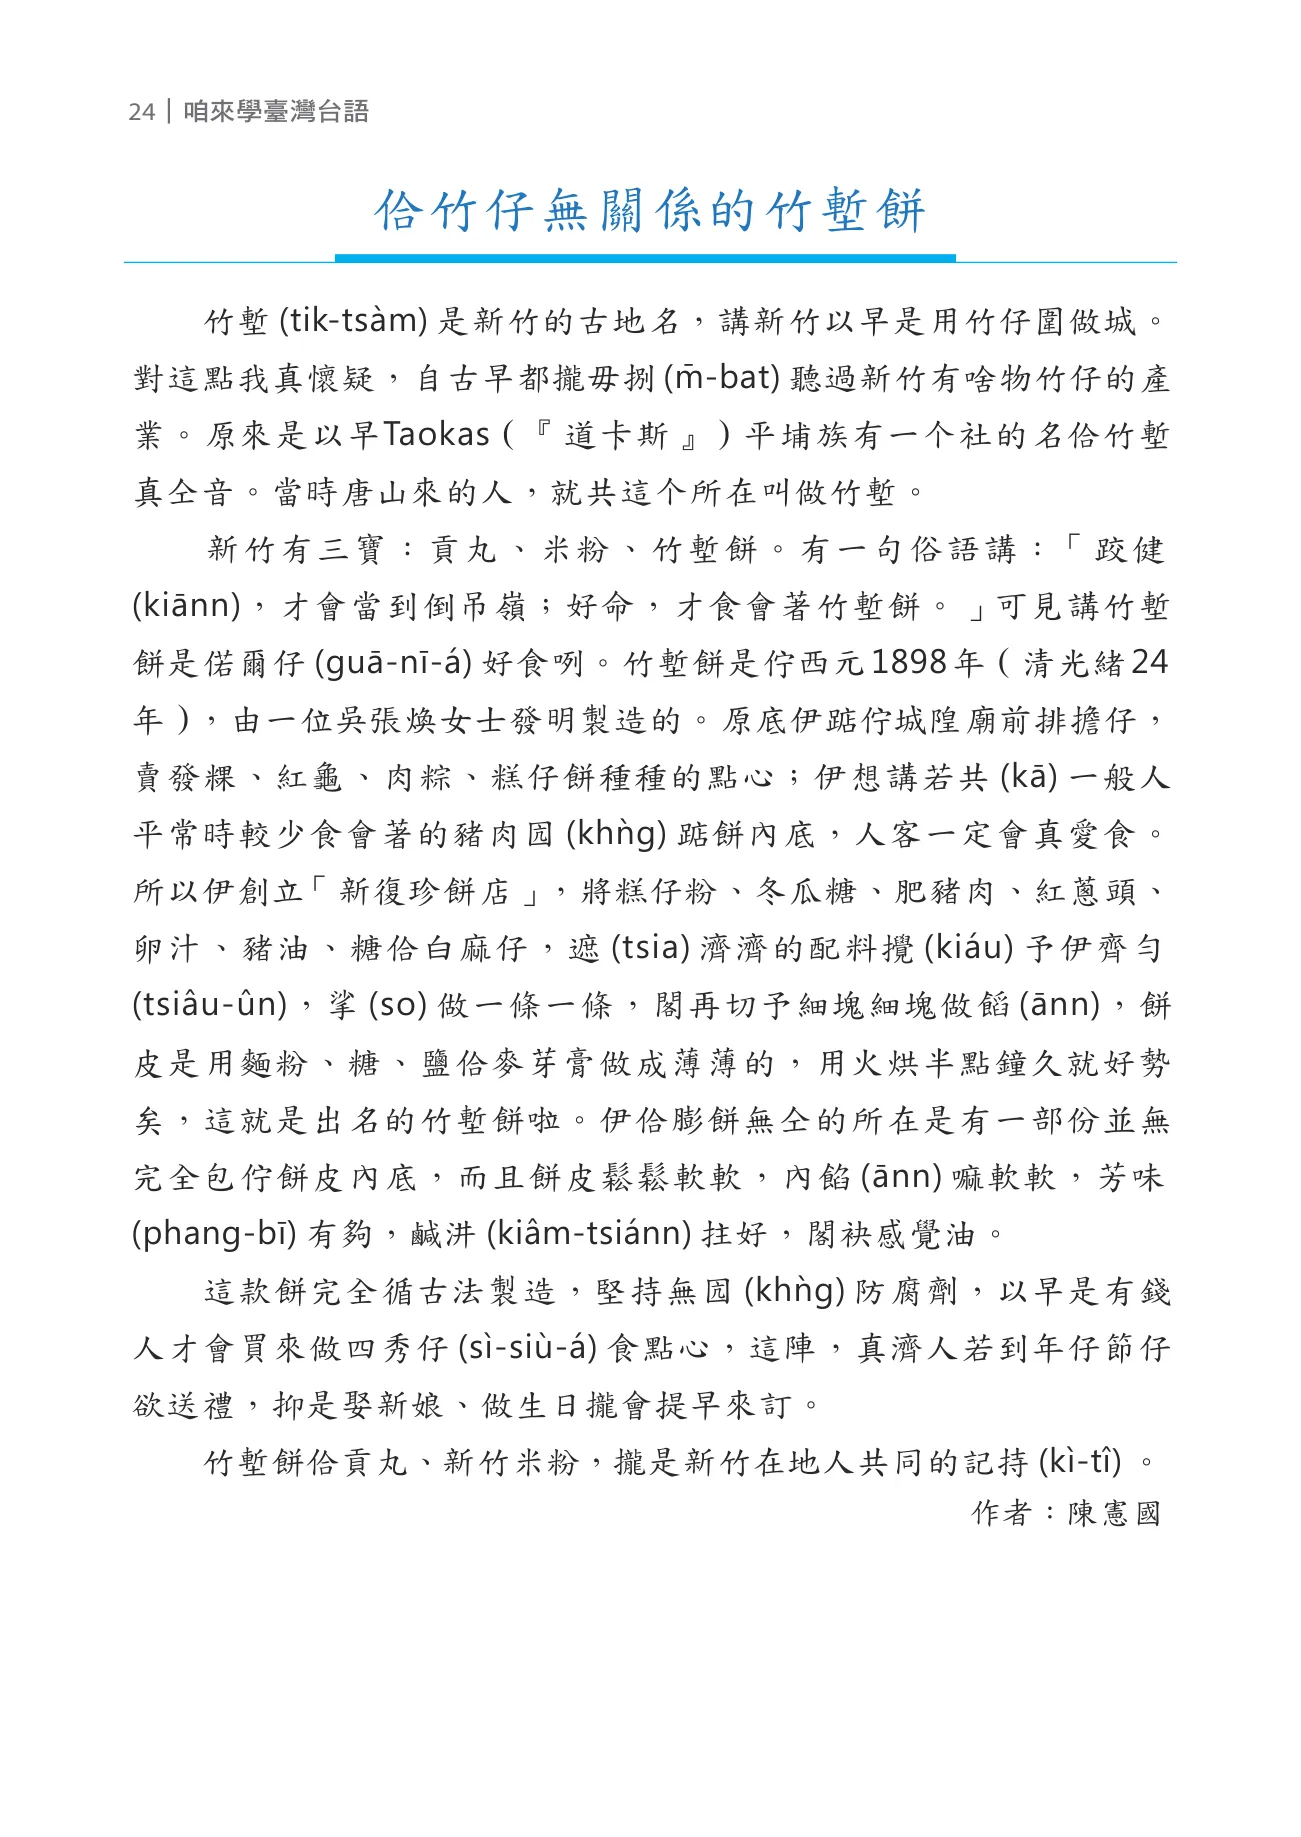 24｜咱來學臺灣台語
佮竹仔無關係的竹塹餅
竹塹 (tik-tsàm) 是新竹的古地名，講新竹以早是用竹仔圍做城。
對這點我真懷疑，自古早都攏毋捌 (m̄-bat) 聽過新竹有啥物竹仔的產
業。原來是以早Taokas（『道卡斯』）平埔族有一个社的名佮竹塹
真仝音。當時唐山來的人，就共這个所在叫做竹塹。
新竹有三寶：貢丸、米粉、竹塹餅。有一句俗語講：「跤健
(kiānn)，才會當到倒吊嶺；好命，才食會著竹塹餅。」可見講竹塹
餅是偌爾仔 (guā-nī-á) 好食咧。竹塹餅是佇西元1898年（清光緒24
年），由一位吳張煥女士發明製造的。原底伊踮佇城隍廟前排擔仔，
賣發粿、紅龜、肉粽、糕仔餅種種的點心；伊想講若共 (kā) 一般人
平常時較少食會著的豬肉园 (khǹg) 踮餅內底，人客一定會真愛食。
所以伊創立「新復珍餅店」，將糕仔粉、冬瓜糖、肥豬肉、紅蔥頭、
卵汁、豬油、糖佮白麻仔，遮 (tsia) 濟濟的配料攪 (kiáu) 予伊齊勻
(tsiâu-ûn)，挲 (so) 做一條一條，閣再切予細塊細塊做饀 (ānn)，餅
皮是用麵粉、糖、鹽佮麥芽膏做成薄薄的，用火烘半點鐘久就好勢
矣，這就是出名的竹塹餅啦。伊佮膨餅無仝的所在是有一部份並無
完全包佇餅皮內底，而且餅皮鬆鬆軟軟，內餡 (ānn) 嘛軟軟，芳味
(phang-bī) 有夠，鹹汫 (kiâm-tsiánn) 拄好，閣袂感覺油。
這款餅完全循古法製造，堅持無园 (khǹg) 防腐劑，以早是有錢
人才會買來做四秀仔 (sì-siù-á) 食點心，這陣，真濟人若到年仔節仔
欲送禮，抑是娶新娘、做生日攏會提早來訂。
竹塹餅佮貢丸、新竹米粉，攏是新竹在地人共同的記持 (kì-tî) 。
作者：陳憲國